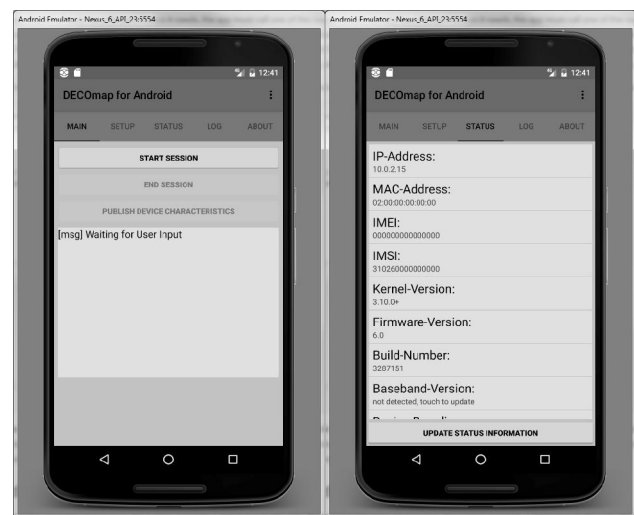 Android Emulator - Nexus_6_API_23:5554
12:41
DECOmap for Android
MAIN SETUP STATUS LOG ABOUT
START SESSION
END SESSION
PUBLISH DEVICE CHARACTERISTICS
[msg] Waiting for User Input
Android Emulator - Nexus_6_API_23:5554
12:41
DECOmap for Android
MAIN SETUP STATUS LOG ABOUT
IP-Address:
10.0.2.15
MAC-Address:
02:00:00:00:00:00
IMEI:
000000000000000
IMSI:
310260000000000
Kernel-Version:
3.10.0+
Firmware-Version:
6.0
Build-Number:
3207151
Baseband-Version:
not detected, touch to update
UPDATE STATUS INFORMATION